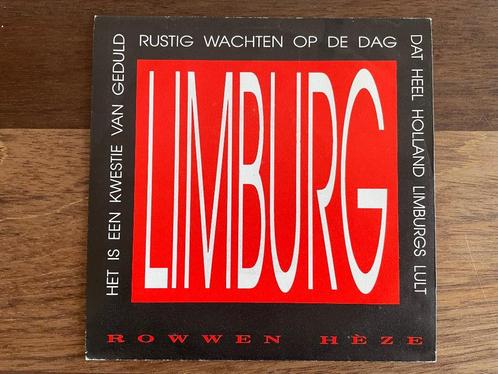 HET IS EEN KWESTIE VAN GEDULD
RUSTIG WACHTEN OP DE DAG
DAT HEEL HOLLAND LIMBURGS LULT
LIMBURG
ROWWEN HÈZE